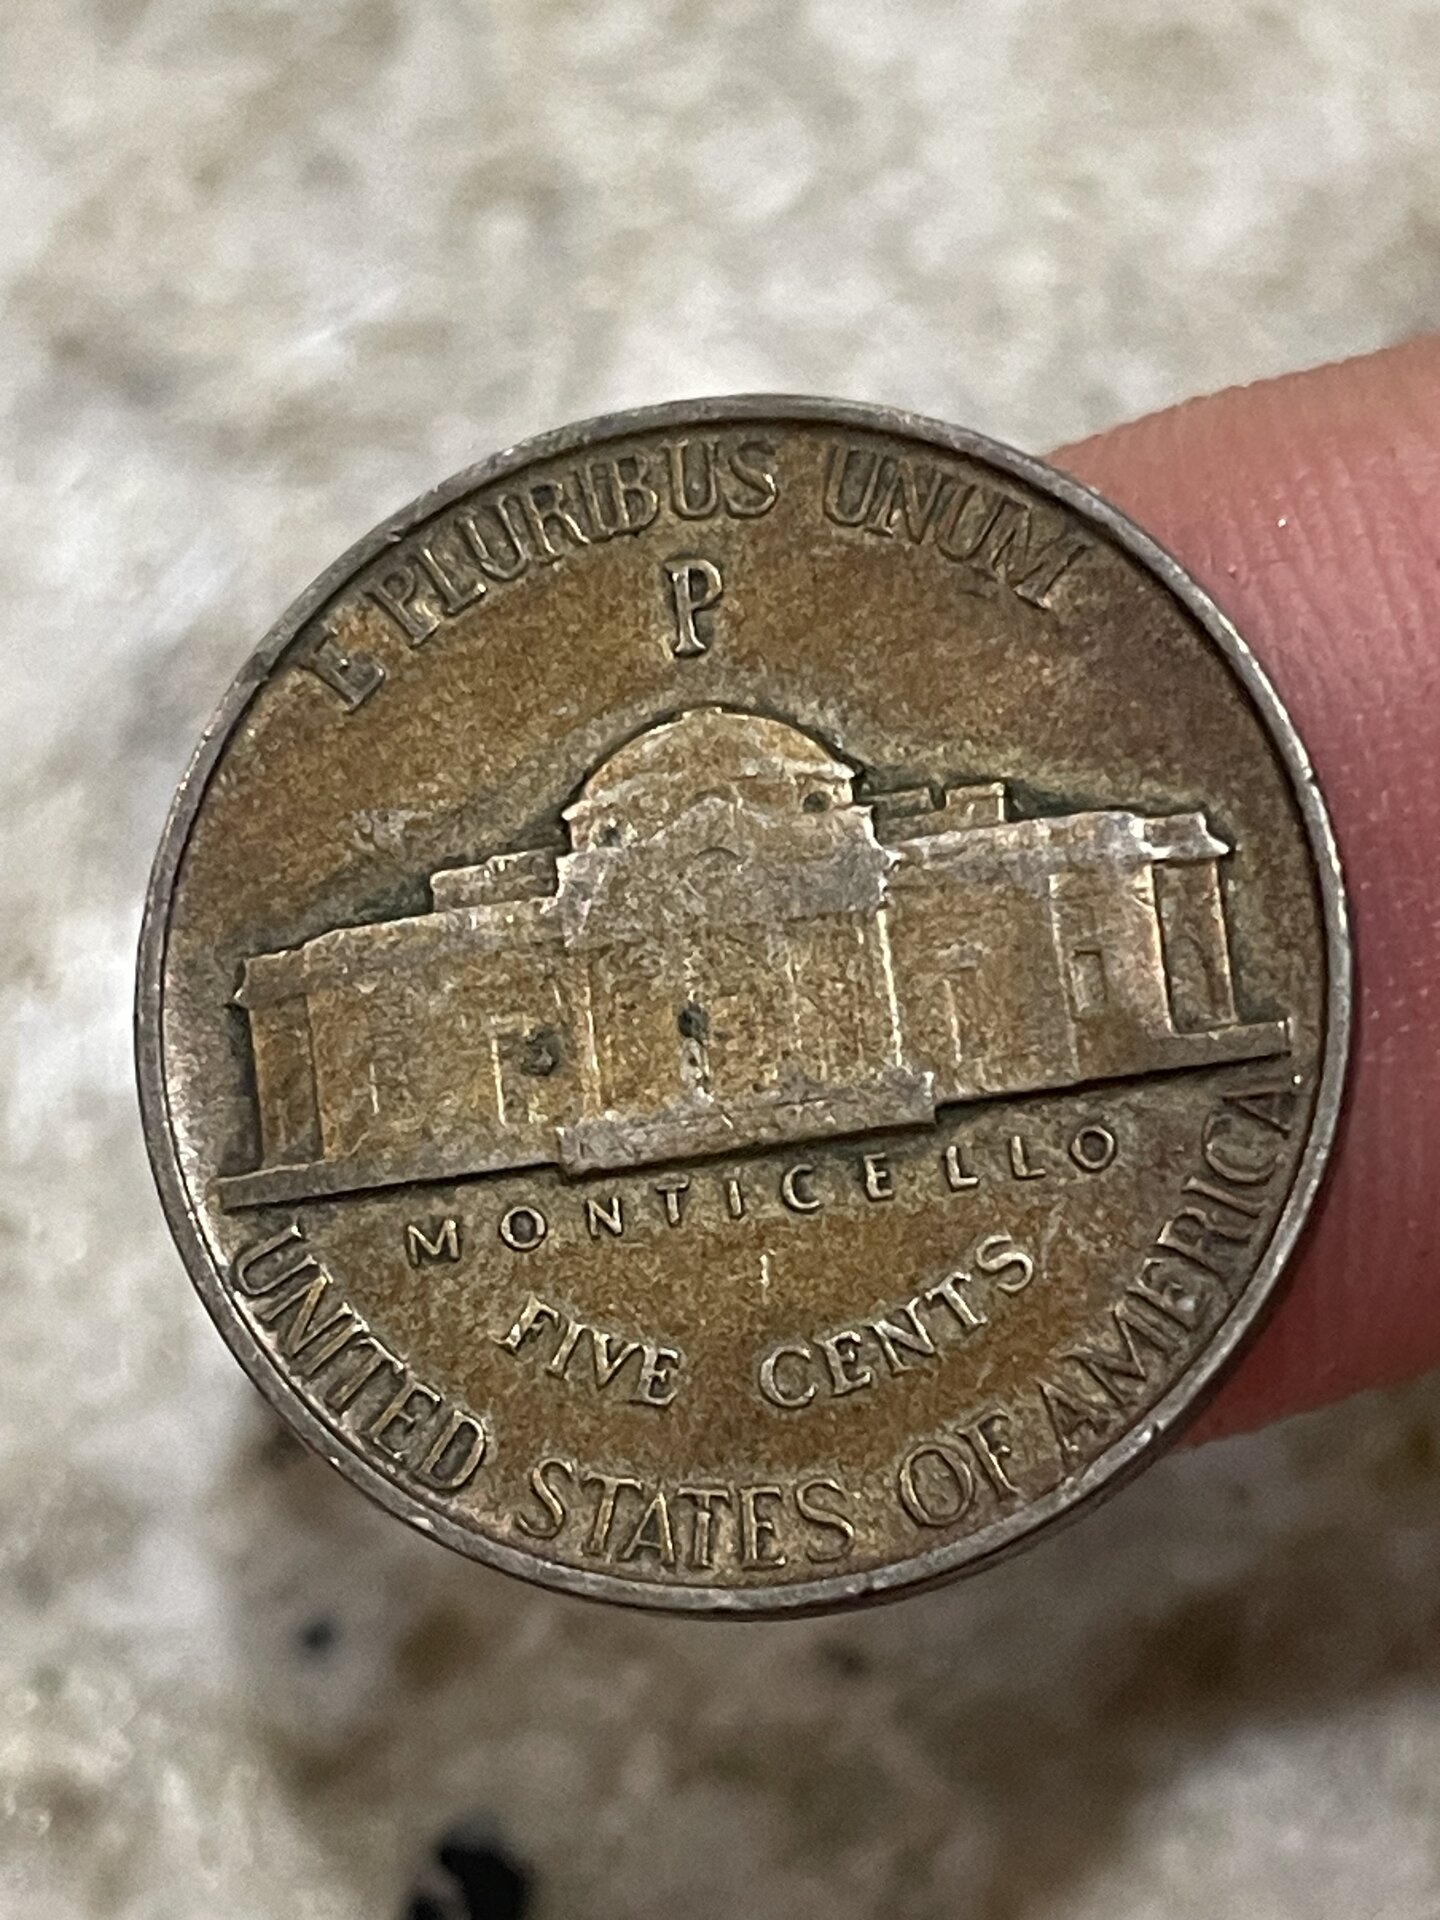 E PLURIBUS UNUM
P
MONTICELLO
FIVE CENTS
UNITED STATES OF AMERICA